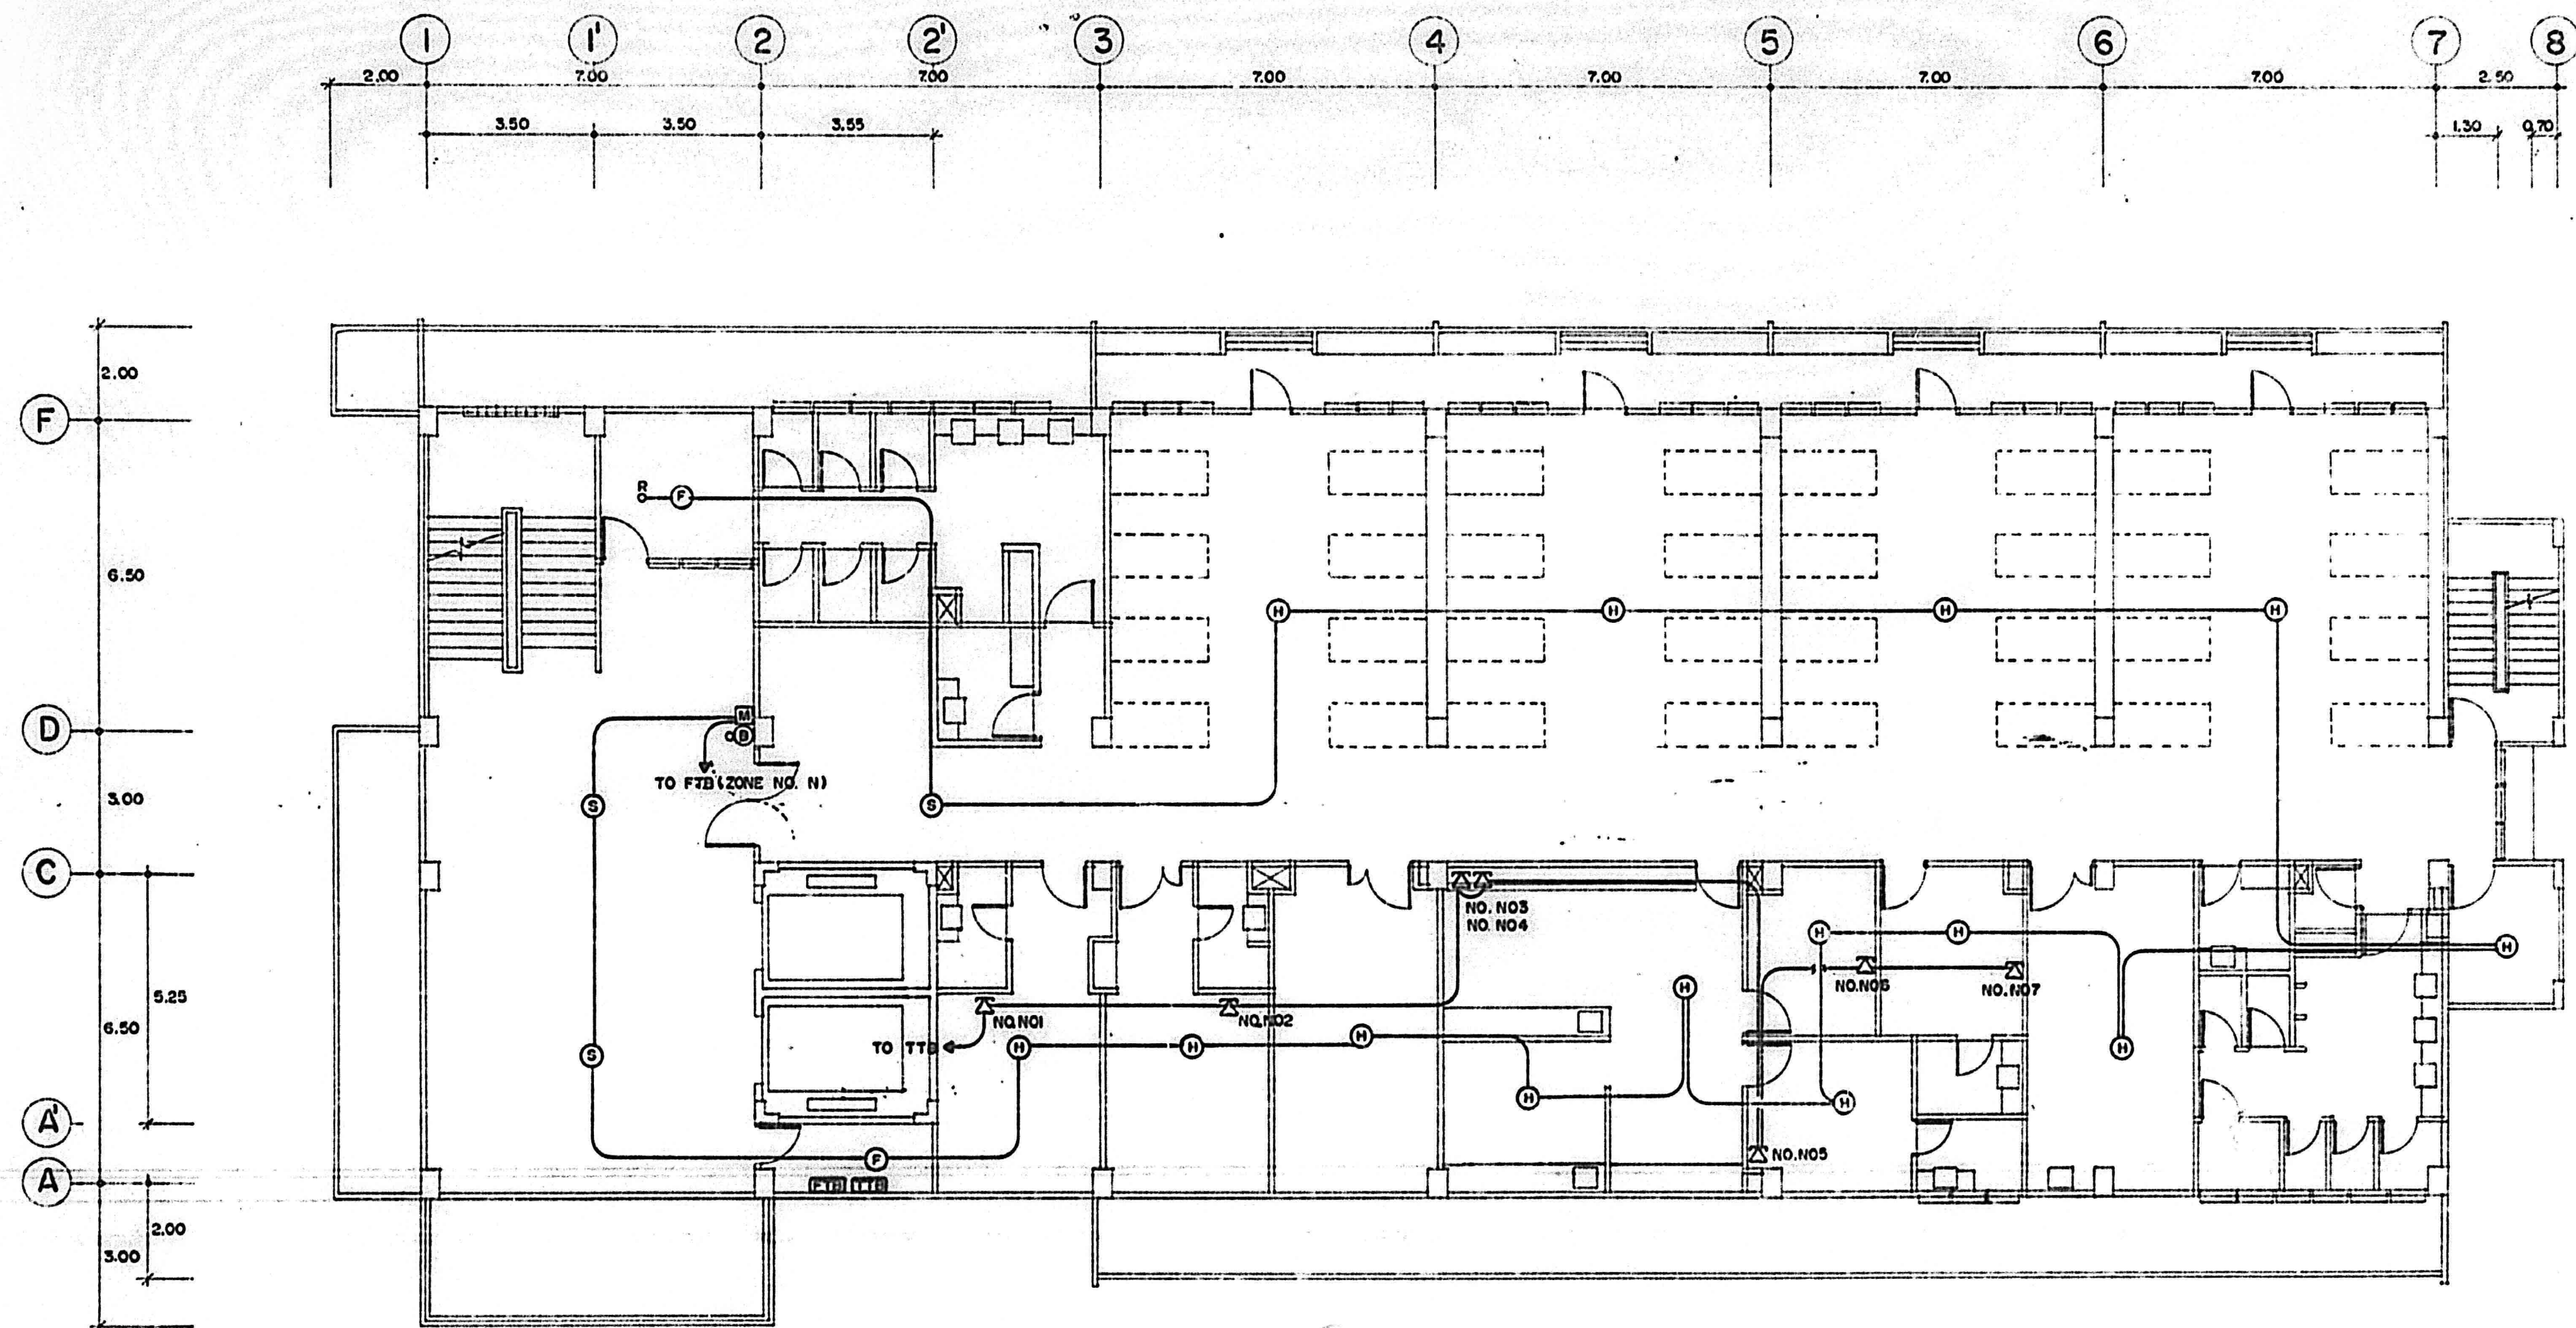 1 1' 2 2' 3 4 5 6 7 8
2.00 7.00 7.00 7.00 7.00 7.00 7.00 2.50
3.50 3.50 3.55 1.30 0.70
2.00
F
R F
6.50
H H H H
D
M
B
TO FTB (ZONE NO. N)
3.00
S S
C
NO. N03
NO. N04
H H H
NO.N06
NO.N07
5.25
6.50
H
NO.N01
NO.N02
H
TO TTB
H H H
S
H
H H
A'
F
NO.N05
A
FTB TTB
2.00
3.00